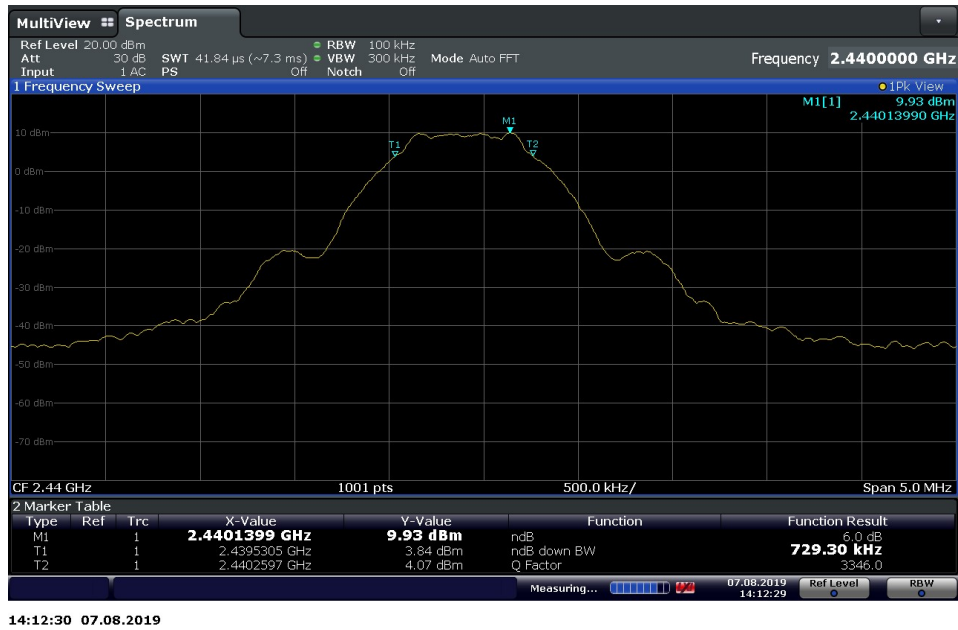 MultiView Spectrum
Ref Level 20.00 dBm RBW 100 kHz
Att 30 dB SWT 41.84 µs (~7.3 ms) VBW 300 kHz Mode Auto FFT Frequency 2.4400000 GHz
Input 1 AC PS Off Notch Off
1 Frequency Sweep 1Pk View
M1[1] 9.93 dBm
2.44013990 GHz
M1
10 dBm
T1 T2
0 dBm
-10 dBm
-20 dBm
-30 dBm
-40 dBm
-50 dBm
-60 dBm
-70 dBm
CF 2.44 GHz 1001 pts 500.0 kHz/ Span 5.0 MHz
2 Marker Table
Type Ref Trc X-Value Y-Value Function Function Result
M1 1 2.4401399 GHz 9.93 dBm ndB 6.0 dB
T1 1 2.4395305 GHz 3.84 dBm ndB down BW 729.30 kHz
T2 1 2.4402597 GHz 4.07 dBm Q Factor 3346.0
Measuring... 07.08.2019 Ref Level RBW
14:12:29
14:12:30 07.08.2019